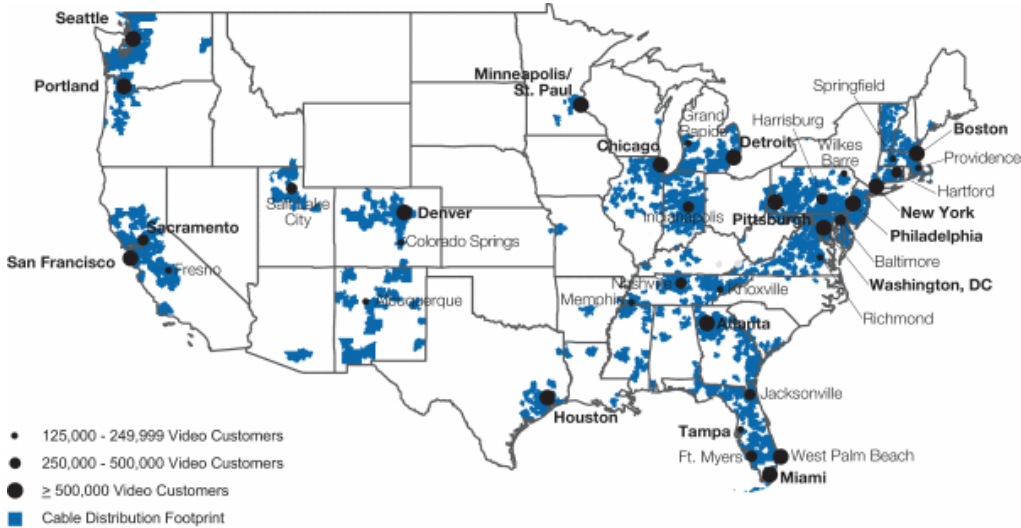 Seattle
Portland
Minneapolis/
St. Paul
Springfield
Grand
Rapids
Harrisburg
Boston
Chicago
Detroit
Wilkes
Barre
Providence
Hartford
Salt Lake
City
Denver
Indianapolis
Pittsburgh
New York
Sacramento
Colorado Springs
Philadelphia
San Francisco
Fresno
Baltimore
Nashville
Knoxville
Washington, DC
Albuquerque
Memphis
Richmond
Atlanta
Jacksonville
Houston
Tampa
Ft. Myers
West Palm Beach
Miami
125,000 - 249,999 Video Customers
250,000 - 500,000 Video Customers
≥ 500,000 Video Customers
Cable Distribution Footprint